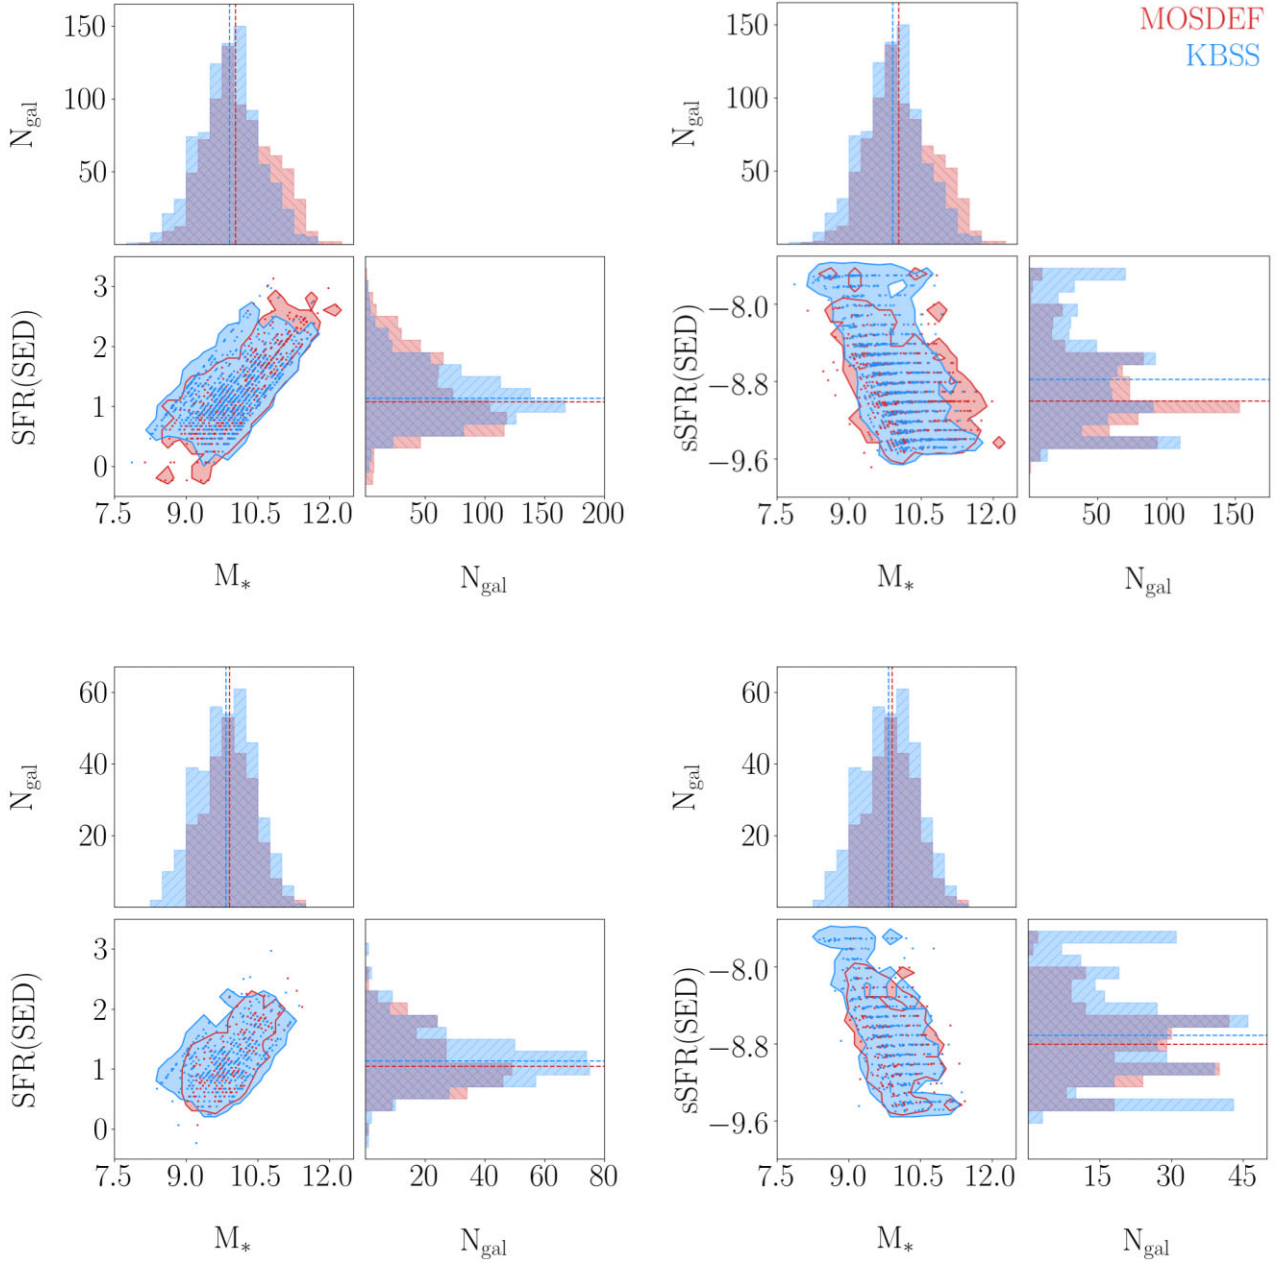 MOSDEF
KBSS
150
100
50
N_gal
150
100
50
N_gal
3
2
1
0
SFR(SED)
7.5 9.0 10.5 12.0
M_*
50 100 150 200
N_gal
−8.0
−8.8
−9.6
sSFR(SED)
7.5 9.0 10.5 12.0
M_*
50 100 150
N_gal
60
40
20
N_gal
60
40
20
N_gal
3
2
1
0
SFR(SED)
7.5 9.0 10.5 12.0
M_*
20 40 60 80
N_gal
−8.0
−8.8
−9.6
sSFR(SED)
7.5 9.0 10.5 12.0
M_*
15 30 45
N_gal